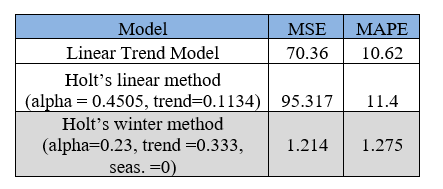 Model MSE MAPE
Linear Trend Model 70.36 10.62
Holt's linear method
(alpha = 0.4505, trend=0.1134) 95.317 11.4
Holt's winter method
(alpha=0.23, trend =0.333, 1.214 1.275
seas. =0)